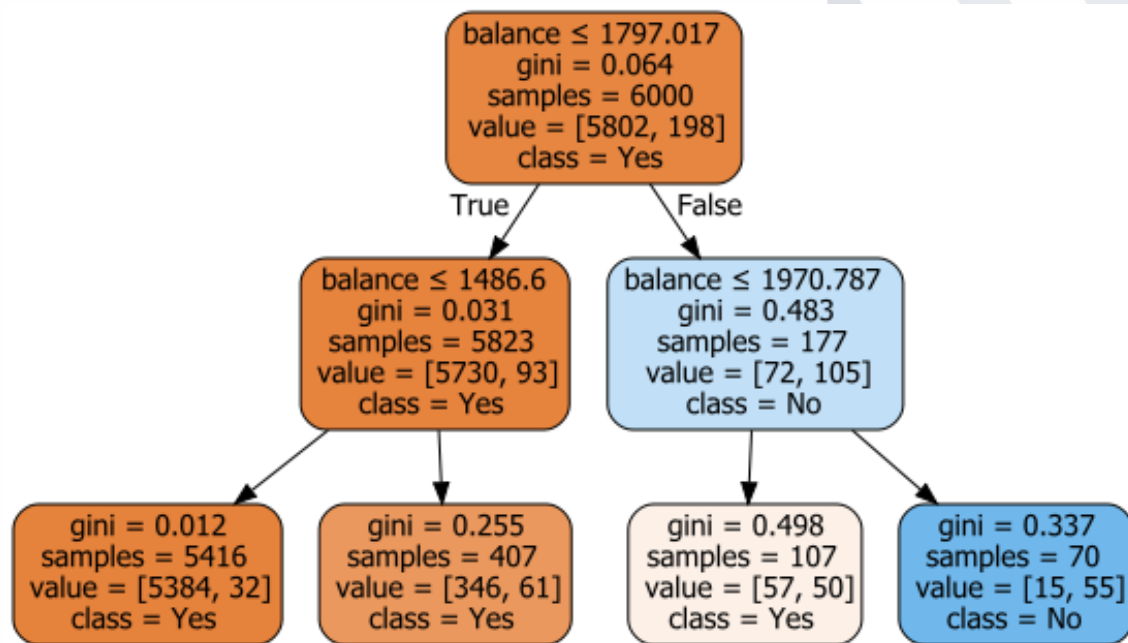 balance ≤ 1797.017
gini = 0.064
samples = 6000
value = [5802, 198]
class = Yes
True
False
balance ≤ 1486.6
gini = 0.031
samples = 5823
value = [5730, 93]
class = Yes
balance ≤ 1970.787
gini = 0.483
samples = 177
value = [72, 105]
class = No
gini = 0.012
samples = 5416
value = [5384, 32]
class = Yes
gini = 0.255
samples = 407
value = [346, 61]
class = Yes
gini = 0.498
samples = 107
value = [57, 50]
class = Yes
gini = 0.337
samples = 70
value = [15, 55]
class = No